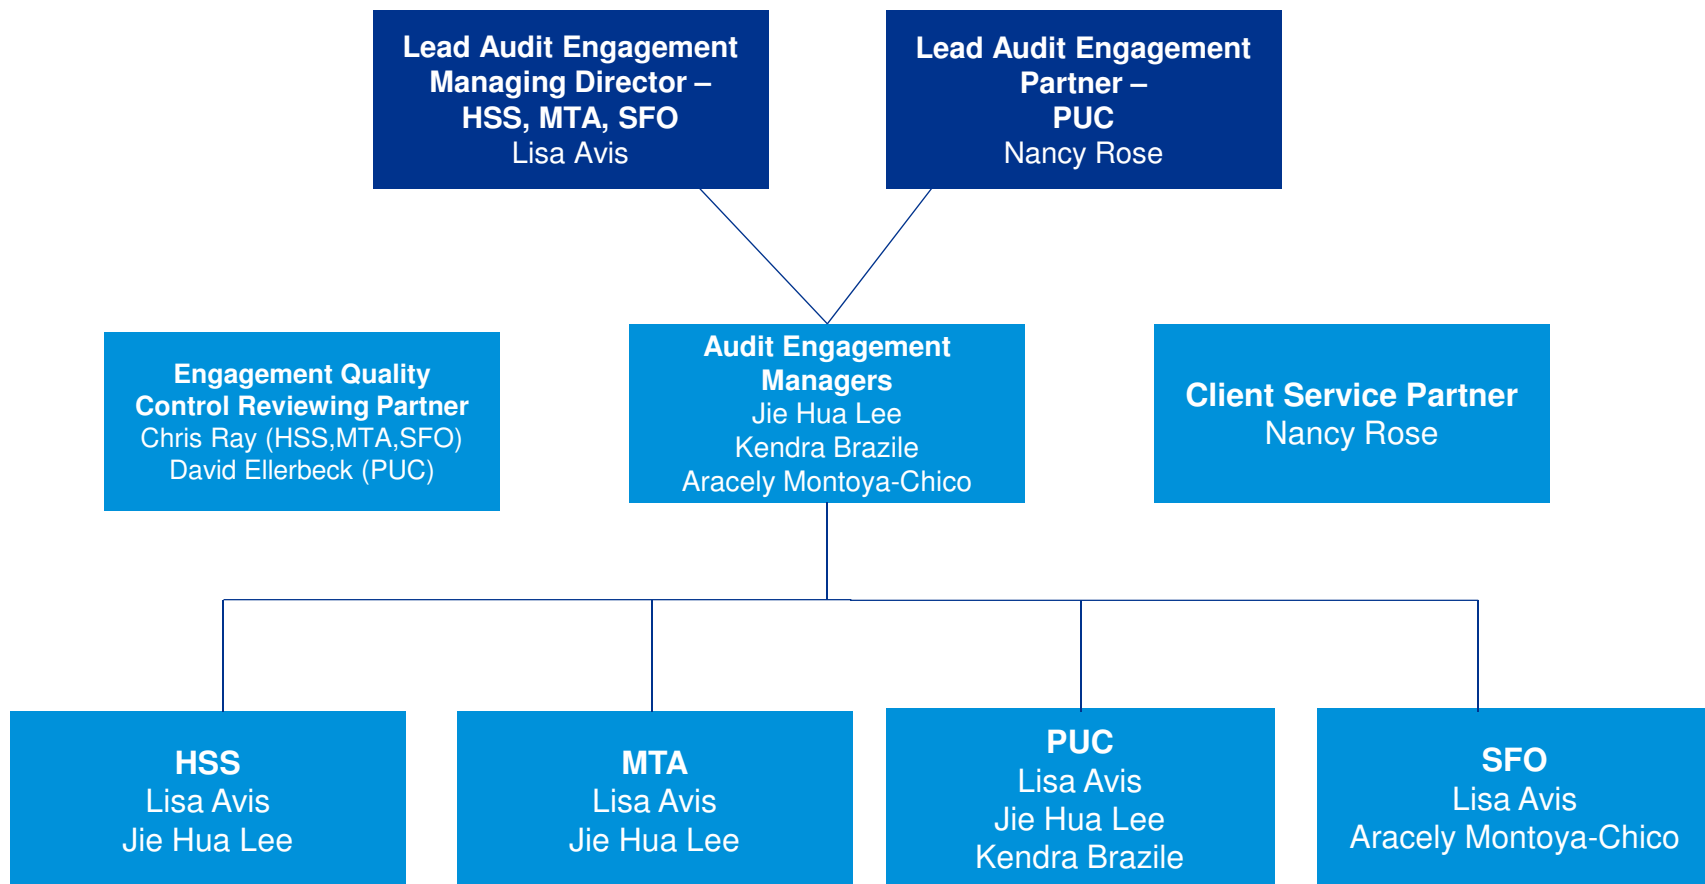 Lead Audit Engagement
Managing Director –
HSS, MTA, SFO
Lisa Avis
Lead Audit Engagement
Partner –
PUC
Nancy Rose
Engagement Quality
Control Reviewing Partner
Chris Ray (HSS,MTA,SFO)
David Ellerbeck (PUC)
Audit Engagement
Managers
Jie Hua Lee
Kendra Brazile
Aracely Montoya-Chico
Client Service Partner
Nancy Rose
HSS
Lisa Avis
Jie Hua Lee
MTA
Lisa Avis
Jie Hua Lee
PUC
Lisa Avis
Jie Hua Lee
Kendra Brazile
SFO
Lisa Avis
Aracely Montoya-Chico